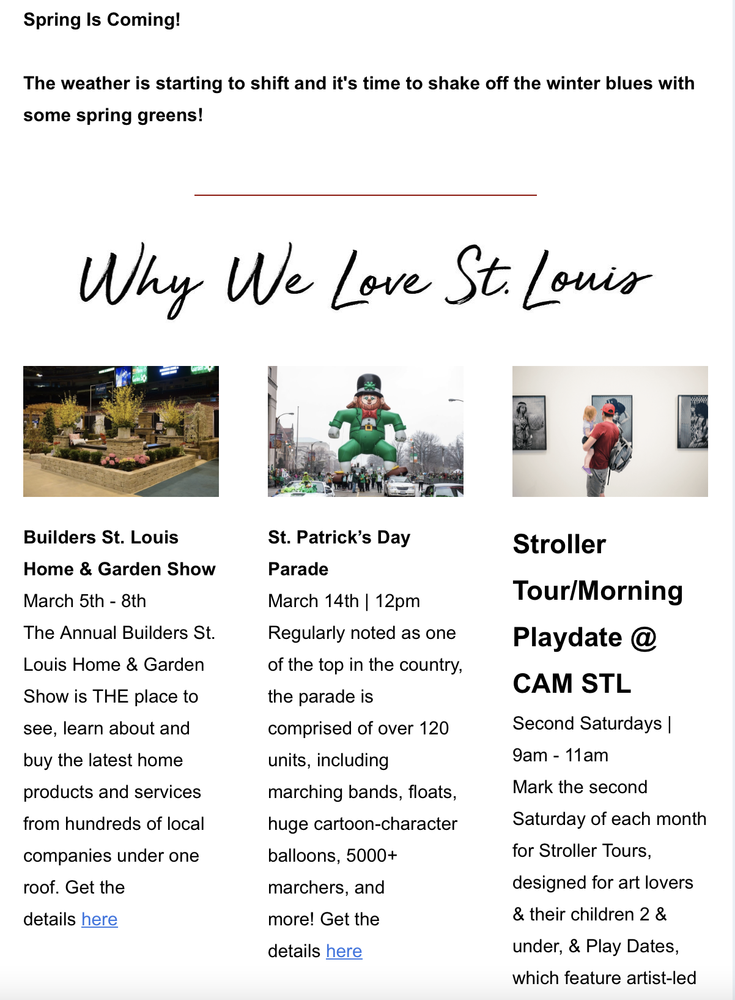 Spring Is Coming!
The weather is starting to shift and it's time to shake off the winter blues with
some spring greens!
Why We Love St. Louis
Builders St. Louis
Home & Garden Show
March 5th - 8th
The Annual Builders St.
Louis Home & Garden
Show is THE place to
see, learn about and
buy the latest home
products and services
from hundreds of local
companies under one
roof. Get the
details here
St. Patrick’s Day
Parade
March 14th | 12pm
Regularly noted as one
of the top in the country,
the parade is
comprised of over 120
units, including
marching bands, floats,
huge cartoon-character
balloons, 5000+
marchers, and
more! Get the
details here
Stroller
Tour/Morning
Playdate @
CAM STL
Second Saturdays |
9am - 11am
Mark the second
Saturday of each month
for Stroller Tours,
designed for art lovers
& their children 2 &
under, & Play Dates,
which feature artist-led